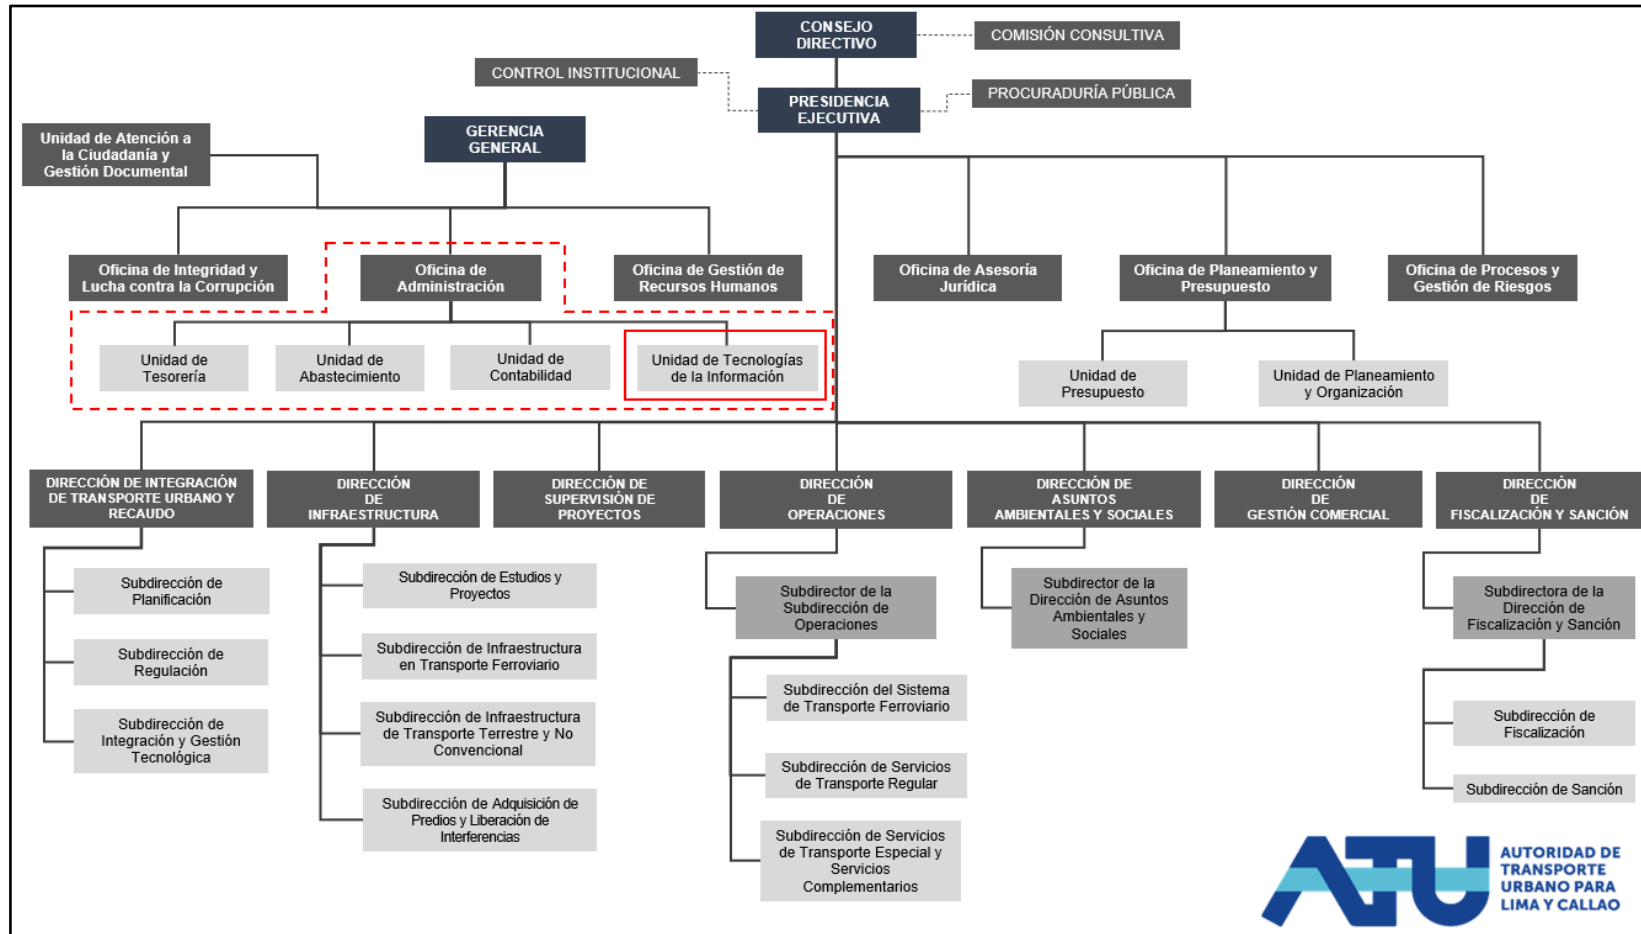 CONSEJO
DIRECTIVO
COMISIÓN CONSULTIVA
CONTROL INSTITUCIONAL
PRESIDENCIA
EJECUTIVA
PROCURADURÍA PÚBLICA
GERENCIA
GENERAL
Unidad de Atención a
la Ciudadanía y
Gestión Documental
Oficina de Integridad y
Lucha contra la Corrupción
Oficina de
Administración
Oficina de Gestión de
Recursos Humanos
Oficina de Asesoría
Jurídica
Oficina de Planeamiento y
Presupuesto
Oficina de Procesos y
Gestión de Riesgos
Unidad de
Tesorería
Unidad de
Abastecimiento
Unidad de
Contabilidad
Unidad de Tecnologías
de la Información
Unidad de
Presupuesto
Unidad de Planeamiento
y Organización
DIRECCIÓN DE INTEGRACIÓN
DE TRANSPORTE URBANO Y
RECAUDO
DIRECCIÓN
DE
INFRAESTRUCTURA
DIRECCIÓN DE
SUPERVISIÓN DE
PROYECTOS
DIRECCIÓN
DE
OPERACIONES
DIRECCIÓN DE
ASUNTOS
AMBIENTALES Y SOCIALES
DIRECCIÓN
DE
GESTIÓN COMERCIAL
DIRECCIÓN
DE
FISCALIZACIÓN Y SANCIÓN
Subdirección de
Planificación
Subdirección de
Regulación
Subdirección de
Integración y Gestión
Tecnológica
Subdirección de Estudios y
Proyectos
Subdirección de Infraestructura
en Transporte Ferroviario
Subdirección de Infraestructura
de Transporte Terrestre y No
Convencional
Subdirección de Adquisición de
Predios y Liberación de
Interferencias
Subdirector de la
Subdirección de
Operaciones
Subdirección del Sistema
de Transporte Ferroviario
Subdirección de Servicios
de Transporte Regular
Subdirección de Servicios
de Transporte Especial y
Servicios
Complementarios
Subdirector de la
Dirección de Asuntos
Ambientales y
Sociales
Subdirectora de la
Dirección de
Fiscalización y Sanción
Subdirección de
Fiscalización
Subdirección de Sanción
ATU
AUTORIDAD DE
TRANSPORTE
URBANO PARA
LIMA Y CALLAO